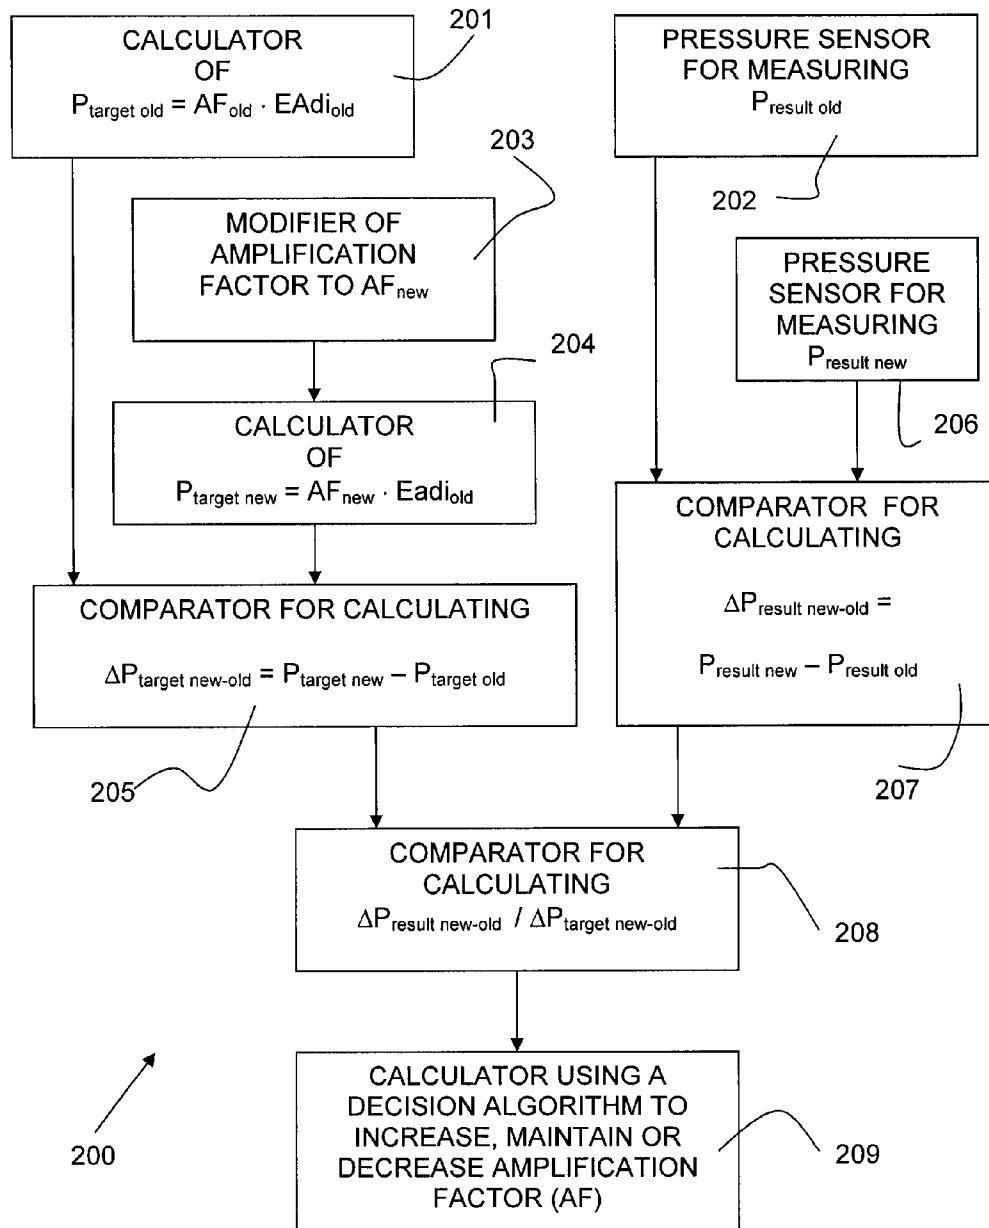 CALCULATOR
OF
P target old = AF old · EAdi old
201
PRESSURE SENSOR
FOR MEASURING
P result old
202
203
MODIFIER OF
AMPLIFICATION
FACTOR TO AF new
PRESSURE
SENSOR FOR
MEASURING
P result new
206
204
CALCULATOR
OF
P target new = AF new · Eadi old
COMPARATOR FOR CALCULATING
ΔP target new-old = P target new – P target old
205
COMPARATOR FOR
CALCULATING
ΔP result new-old =
P result new – P result old
207
COMPARATOR FOR
CALCULATING
ΔP result new-old / ΔP target new-old
208
CALCULATOR USING A
DECISION ALGORITHM TO
INCREASE, MAINTAIN OR
DECREASE AMPLIFICATION
FACTOR (AF)
209
200